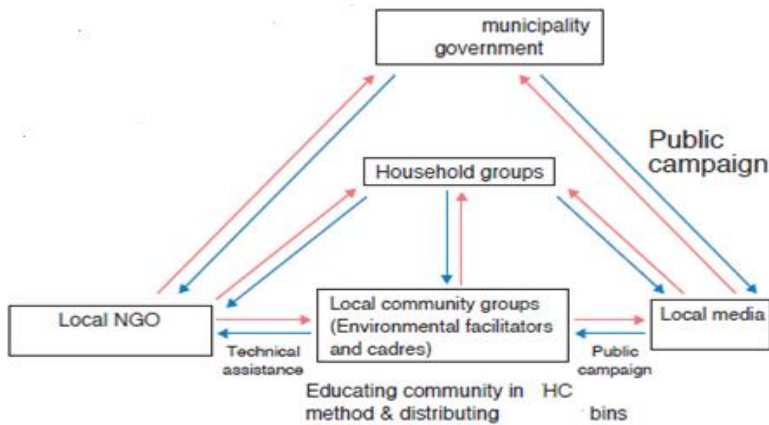 municipality
government
Public
campaign
Household groups
Local NGO
Local community groups
(Environmental facilitators
and cadres)
Local media
Technical
assistance
Public
campaign
Educating community in HC
method & distributing bins